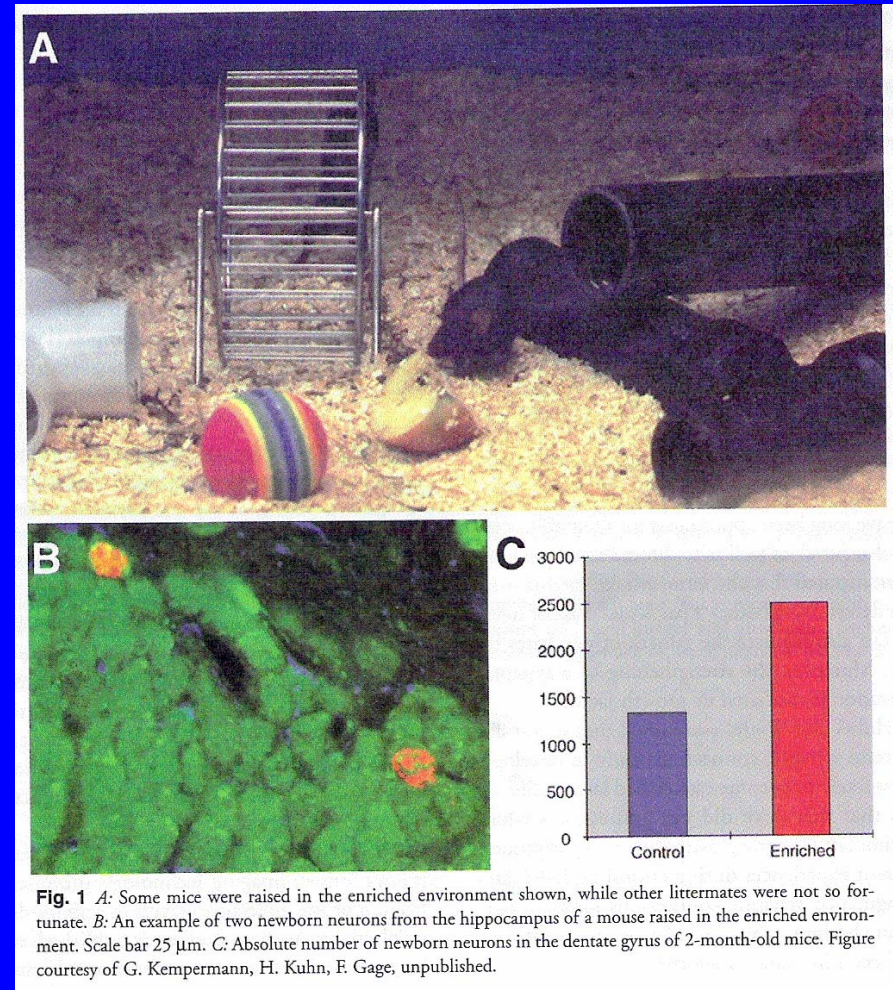 A
B
C
3000
2500
2000
1500
1000
500
0
Control
Enriched
Fig. 1 A: Some mice were raised in the enriched environment shown, while other littermates were not so for-
tunate. B: An example of two newborn neurons from the hippocampus of a mouse raised in the enriched environ-
ment. Scale bar 25 μm. C: Absolute number of newborn neurons in the dentate gyrus of 2-month-old mice. Figure
courtesy of G. Kempermann, H. Kuhn, F. Gage, unpublished.